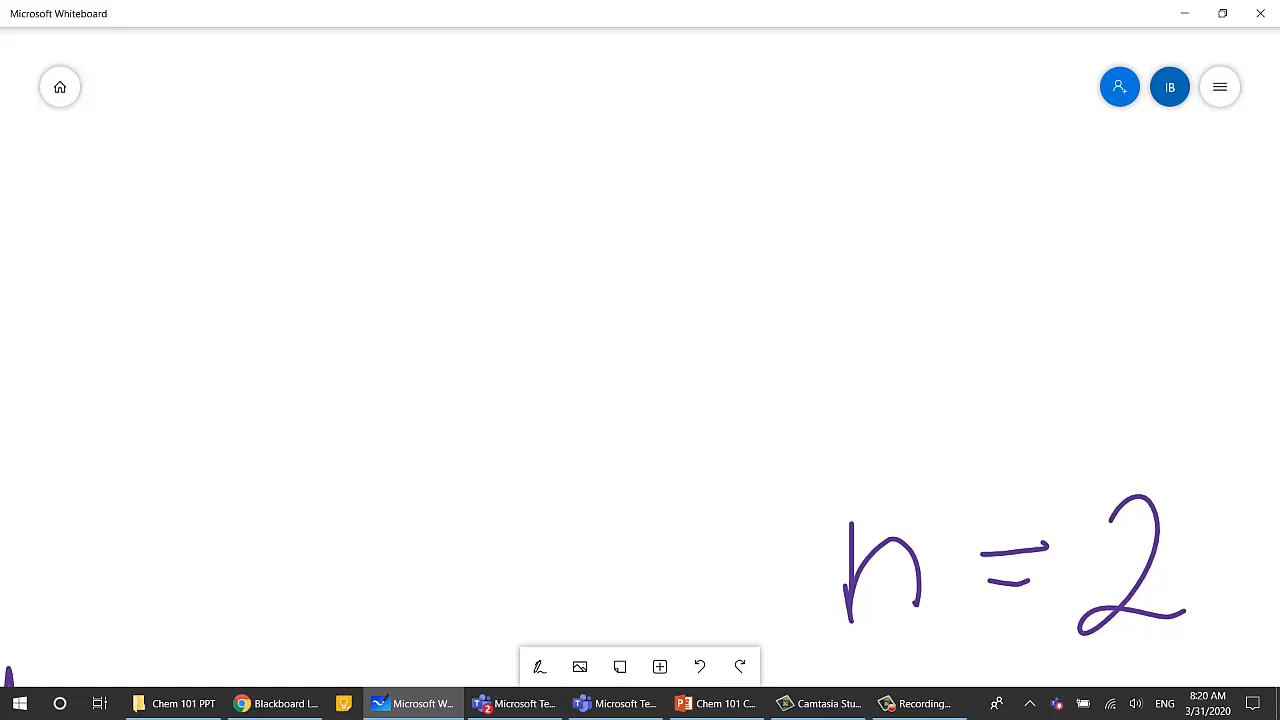 Microsoft Whiteboard
IB
n = 2
Chem 101 PPT
Blackboard L...
Microsoft W...
2
Microsoft Te...
Microsoft Te...
Chem 101 C...
Camtasia Stu...
Recording...
ENG
8:20 AM
3/31/2020